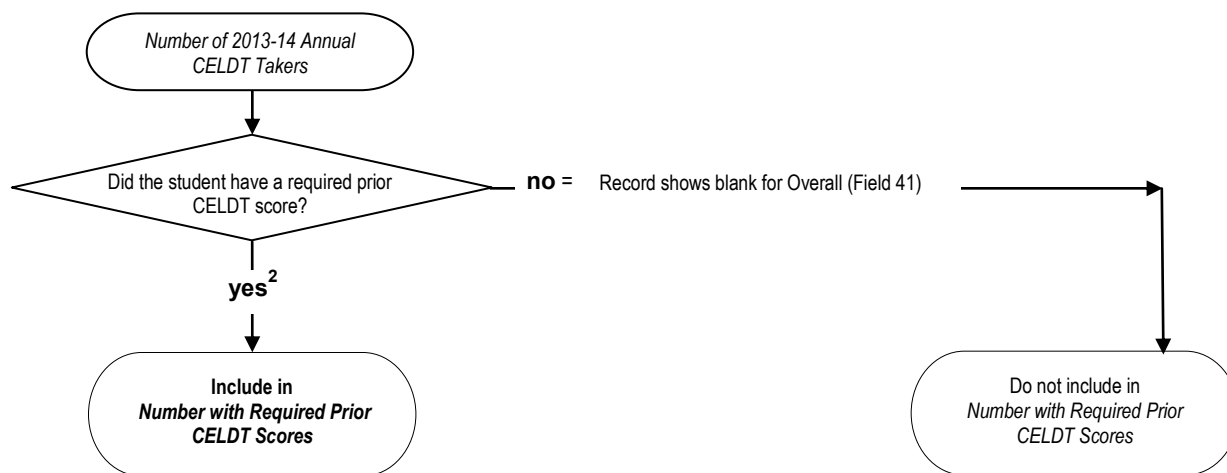 Number of 2013-14 Annual
CELDT Takers
Did the student have a required prior
CELDT score?
no = Record shows blank for Overall (Field 41)
yes²
Include in
Number with Required Prior
CELDT Scores
Do not include in
Number with Required Prior
CELDT Scores